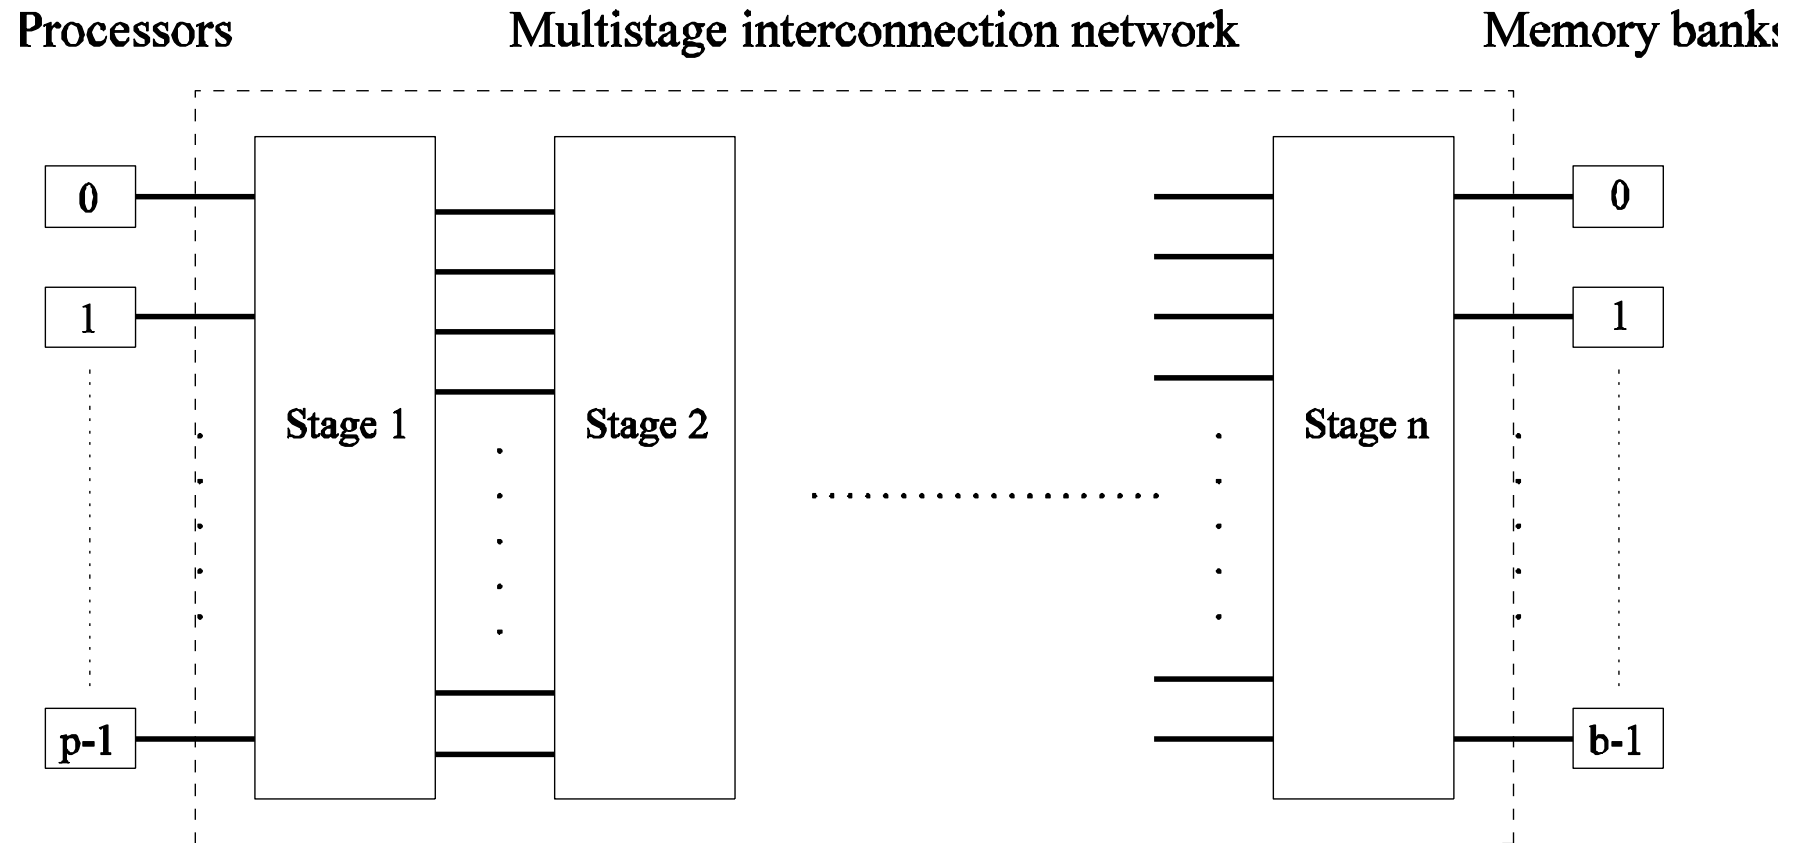 Processors Multistage interconnection network Memory banks
0 0
1 1
Stage 1 Stage 2 Stage n
p-1 b-1